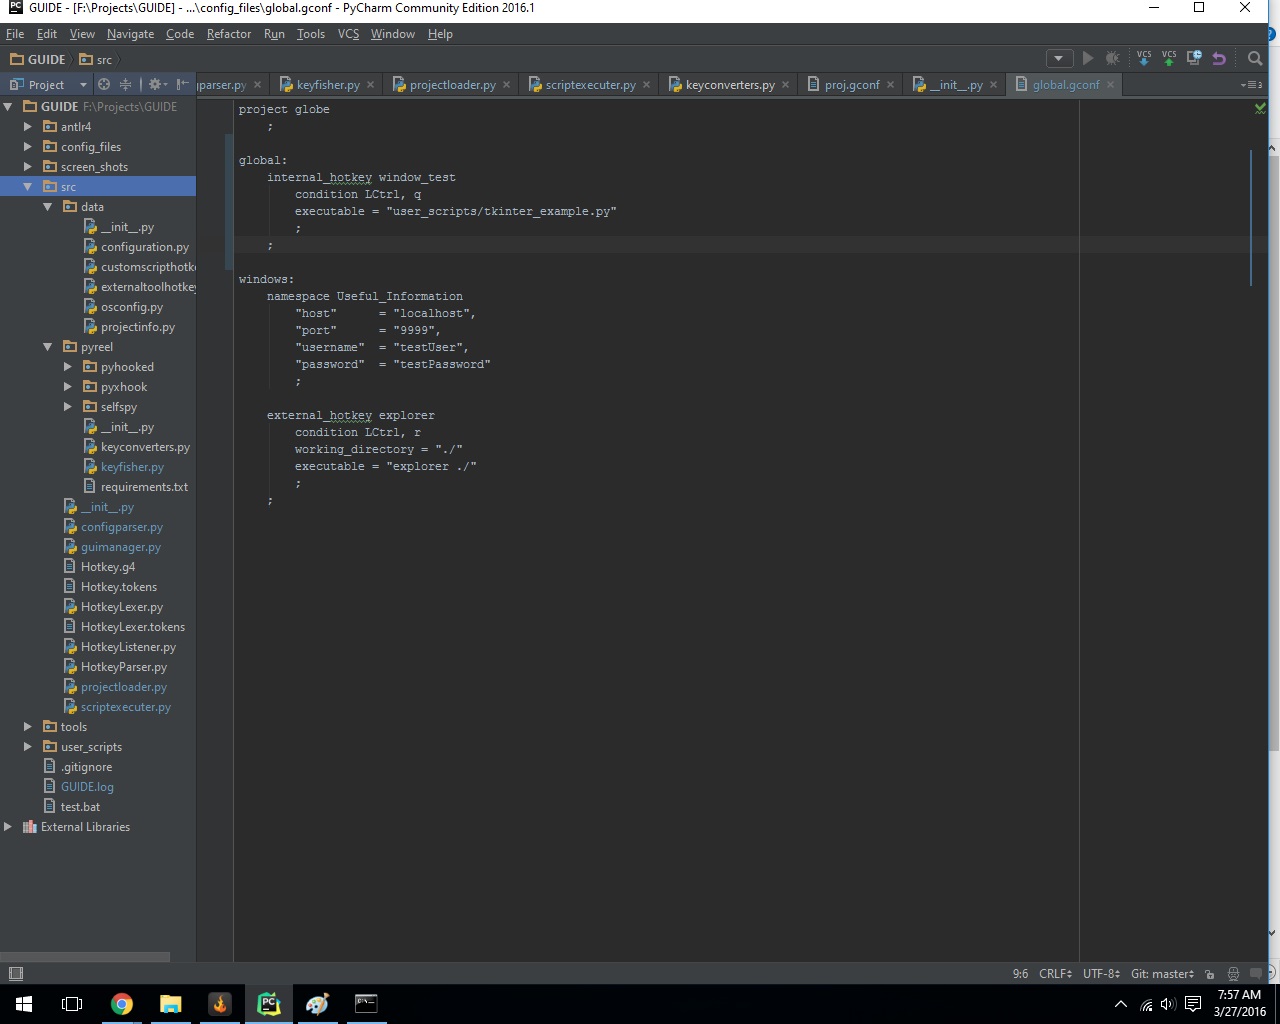 GUIDE - [F:\Projects\GUIDE] - ...\config_files\global.gconf - PyCharm Community Edition 2016.1
File Edit View Navigate Code Refactor Run Tools VCS Window Help
GUIDE src
VCS VCS
Project
parser.py keyfisher.py projectloader.py scriptexecuter.py keyconverters.py proj.gconf __init__.py global.gconf
GUIDE F:\Projects\GUIDE
antlr4
config_files
screen_shots
src
data
__init__.py
configuration.py
customscripthotk
externaltoolhotkey
osconfig.py
projectinfo.py
pyreel
pyhooked
pyxhook
selfspy
__init__.py
keyconverters.py
keyfisher.py
requirements.txt
__init__.py
configparser.py
guimanager.py
Hotkey.g4
Hotkey.tokens
HotkeyLexer.py
HotkeyLexer.tokens
HotkeyListener.py
HotkeyParser.py
projectloader.py
scriptexecuter.py
tools
user_scripts
.gitignore
GUIDE.log
test.bat
External Libraries
project globe
;
global:
internal_hotkey window_test
condition LCtrl, q
executable = "user_scripts/tkinter_example.py"
;
;
windows:
namespace Useful_Information
"host" = "localhost",
"port" = "9999",
"username" = "testUser",
"password" = "testPassword"
;
external_hotkey explorer
condition LCtrl, r
working_directory = "./"
executable = "explorer ./"
;
;
9:6 CRLF UTF-8 Git: master
7:57 AM
3/27/2016